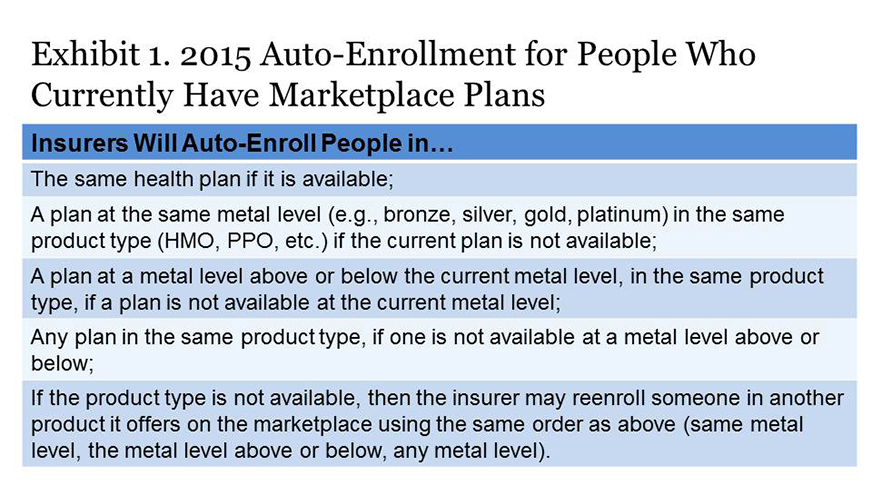 Exhibit 1. 2015 Auto-Enrollment for People Who
Currently Have Marketplace Plans
Insurers Will Auto-Enroll People in…
The same health plan if it is available;
A plan at the same metal level (e.g., bronze, silver, gold, platinum) in the same
product type (HMO, PPO, etc.) if the current plan is not available;
A plan at a metal level above or below the current metal level, in the same product
type, if a plan is not available at the current metal level;
Any plan in the same product type, if one is not available at a metal level above or
below;
If the product type is not available, then the insurer may reenroll someone in another
product it offers on the marketplace using the same order as above (same metal
level, the metal level above or below, any metal level).